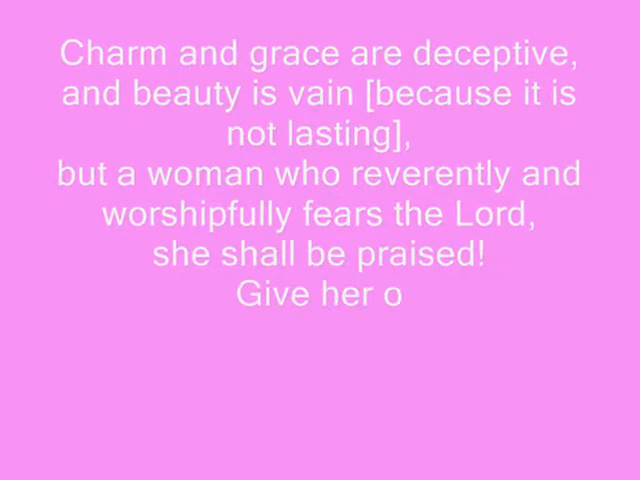 Charm and grace are deceptive,
and beauty is vain [because it is
not lasting],
but a woman who reverently and
worshipfully fears the Lord,
she shall be praised!
Give her o